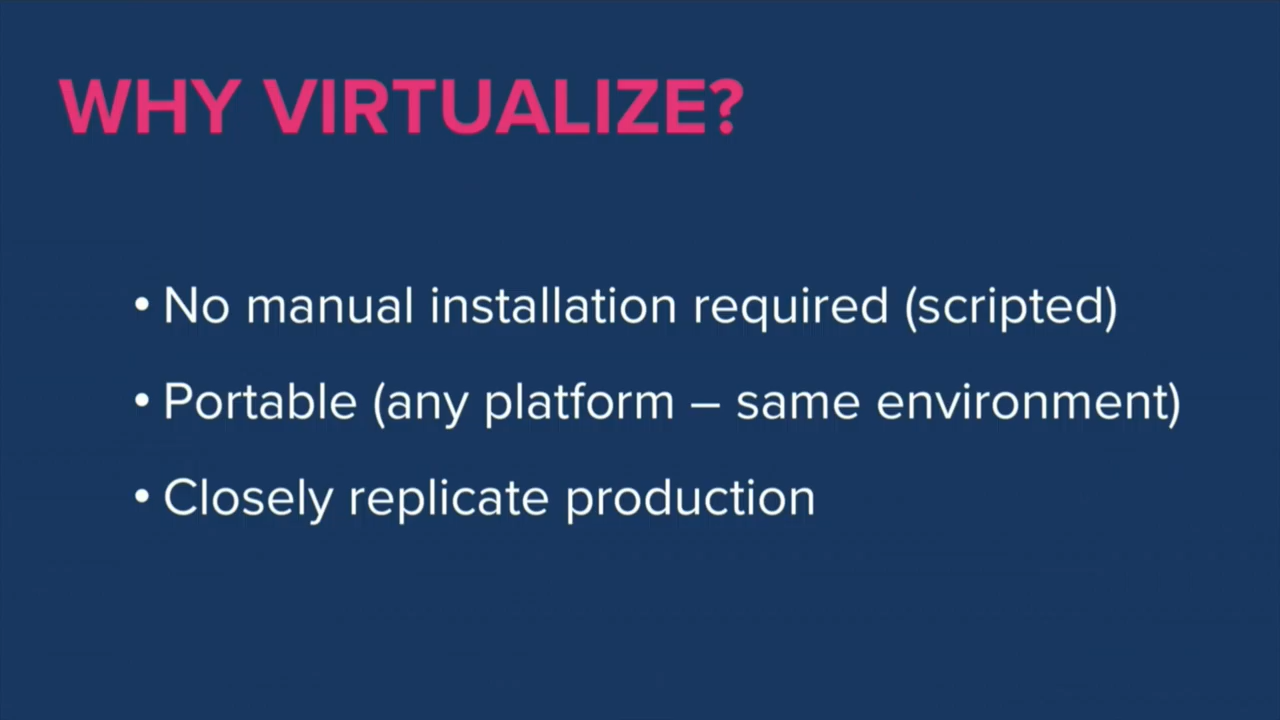 WHY VIRTUALIZE?
• No manual installation required (scripted)
• Portable (any platform – same environment)
• Closely replicate production